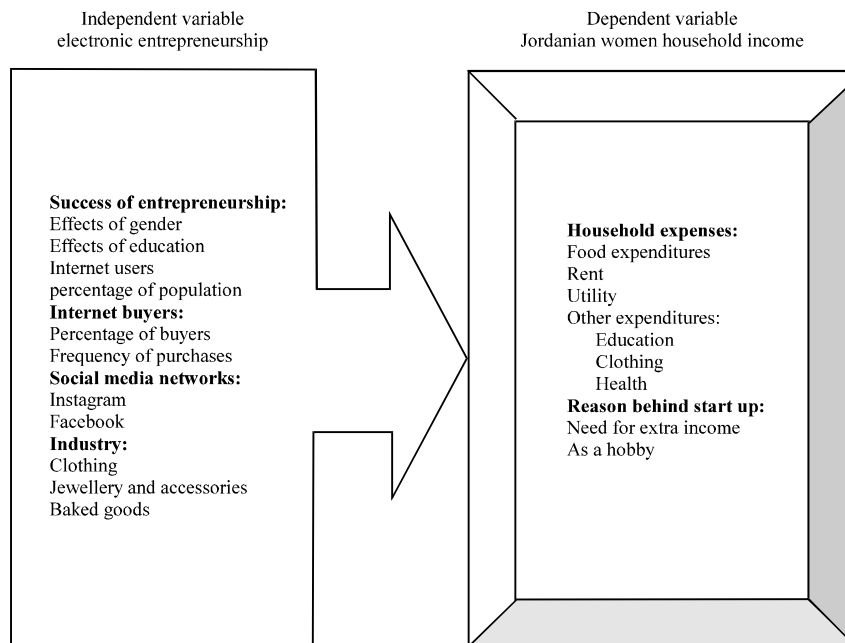 Independent variable
electronic entrepreneurship
Success of entrepreneurship:
Effects of gender
Effects of education
Internet users
percentage of population
Internet buyers:
Percentage of buyers
Frequency of purchases
Social media networks:
Instagram
Facebook
Industry:
Clothing
Jewellery and accessories
Baked goods
Dependent variable
Jordanian women household income
Household expenses:
Food expenditures
Rent
Utility
Other expenditures:
Education
Clothing
Health
Reason behind start up:
Need for extra income
As a hobby